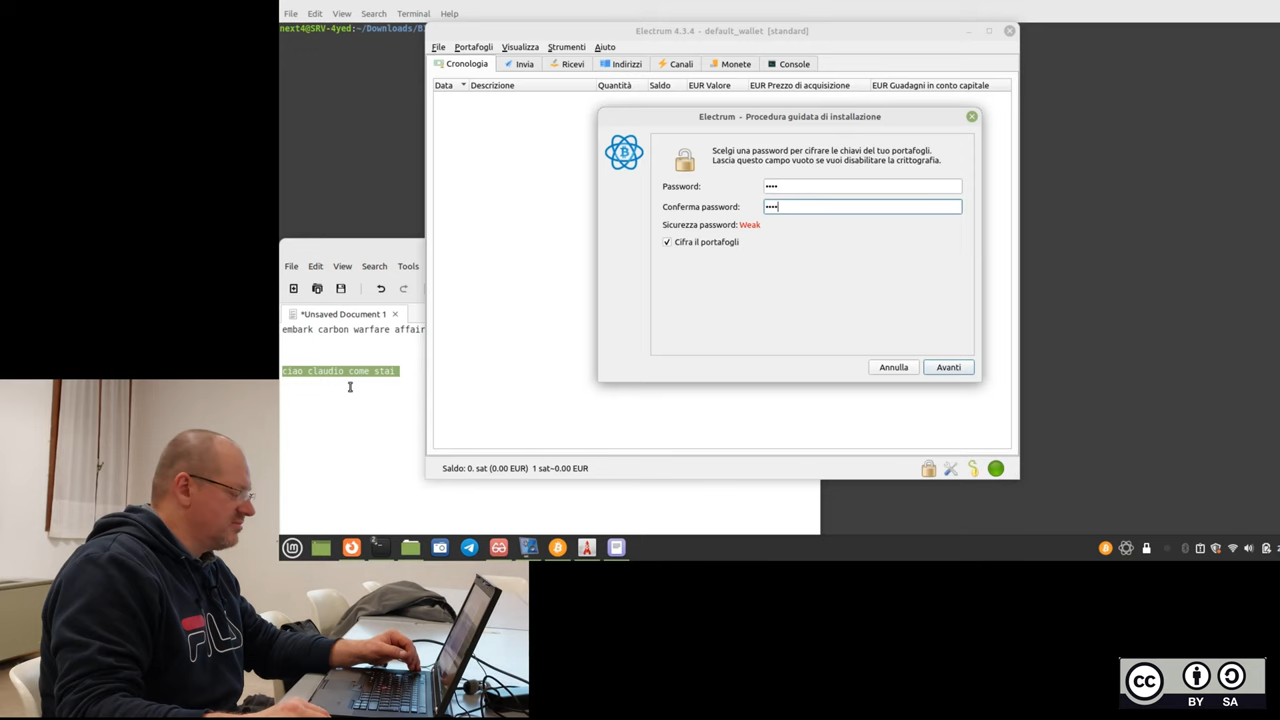 File Edit View Search Terminal Help
next4@SRV-4yed:~/Downloads/B
Electrum 4.3.4 - default_wallet [standard]
File Portafogli Visualizza Strumenti Aiuto
Cronologia Invia Ricevi Indirizzi Canali Monete Console
Data Descrizione Quantità Saldo EUR Valore EUR Prezzo di acquisizione EUR Guadagni in conto capitale
Electrum - Procedura guidata di installazione
Scelgi una password per cifrare le chiavi del tuo portafogli.
Lascia questo campo vuoto se vuoi disabilitare la crittografia.
Password: ••••
Conferma password: ••••
Sicurezza password: Weak
Cifra il portafogli
Annulla Avanti
File Edit View Search Tools
*Unsaved Document 1
embark carbon warfare affair
ciao claudio come stai
Saldo: 0. sat (0.00 EUR) 1 sat~0.00 EUR
FILA
CC BY SA